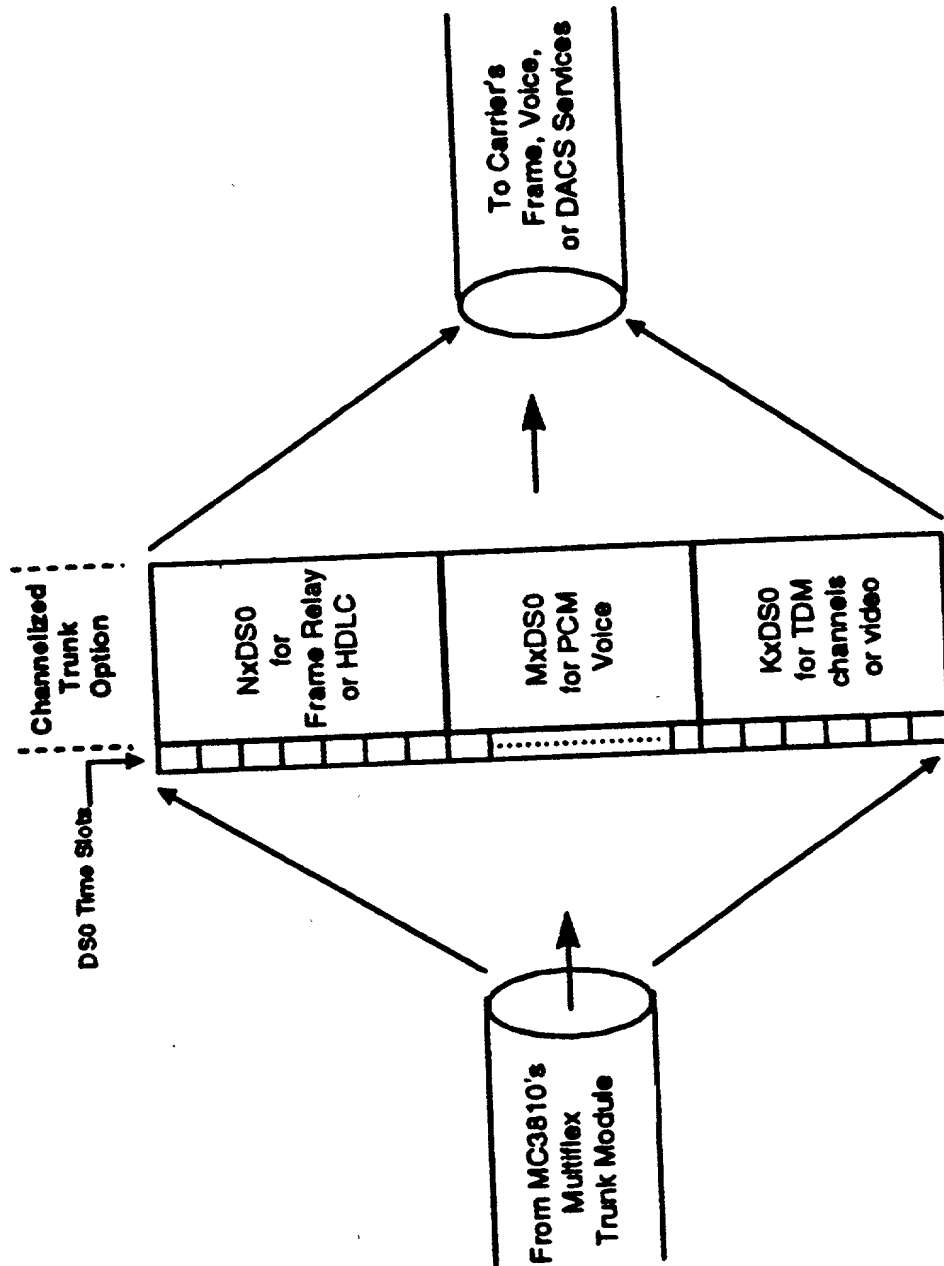 Channelized
Trunk
Option
DS0 Time Slots
NxDS0
for
Frame Relay
or HDLC
MxDS0
for PCM
Voice
KxDS0
for TDM
channels
or video
From MC3810's
Multiflex
Trunk Module
To Carrier's
Frame, Voice,
or DACS Services